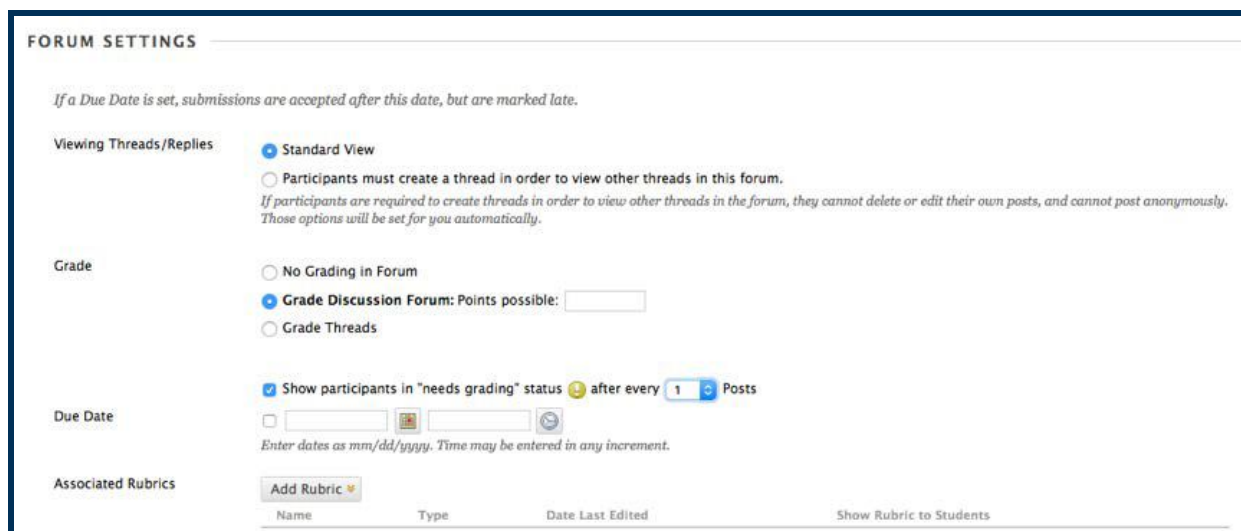 FORUM SETTINGS
If a Due Date is set, submissions are accepted after this date, but are marked late.
Viewing Threads/Replies
Standard View
Participants must create a thread in order to view other threads in this forum.
If participants are required to create threads in order to view other threads in the forum, they cannot delete or edit their own posts, and cannot post anonymously.
Those options will be set for you automatically.
Grade
No Grading in Forum
Grade Discussion Forum: Points possible:
Grade Threads
Show participants in "needs grading" status after every 1 Posts
Due Date
Enter dates as mm/dd/yyyy. Time may be entered in any increment.
Associated Rubrics
Add Rubric
Name Type Date Last Edited Show Rubric to Students